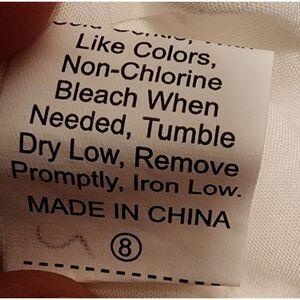 Like Colors,
Non-Chlorine
Bleach When
Needed, Tumble
Dry Low, Remove
Promptly, Iron Low.
MADE IN CHINA
8